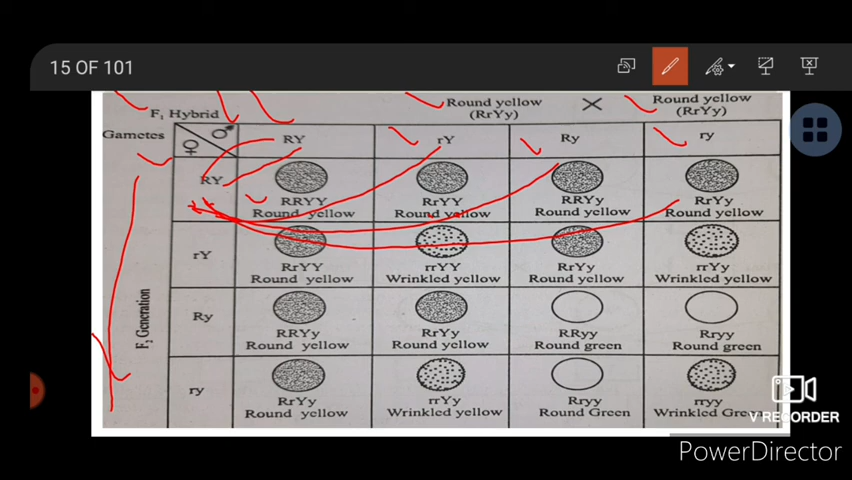 15 OF 101
F₁ Hybrid
Round yellow
(RrYy)
×
Round yellow
(RrYy)
Gametes
♀ ♂
RY rY Ry ry
RY
RRYY RrYY RRYy RrYy
Round yellow Round yellow Round yellow Round yellow
rY
RrYY rrYY RrYy rrYy
Round yellow Wrinkled yellow Round yellow Wrinkled yellow
F₂ Generation
Ry
RRYy RrYy RRyy Rryy
Round yellow Round yellow Round green Round green
ry
RrYy rrYy Rryy rryy
Round yellow Wrinkled yellow Round Green Wrinkled Green
V RECORDER
PowerDirector